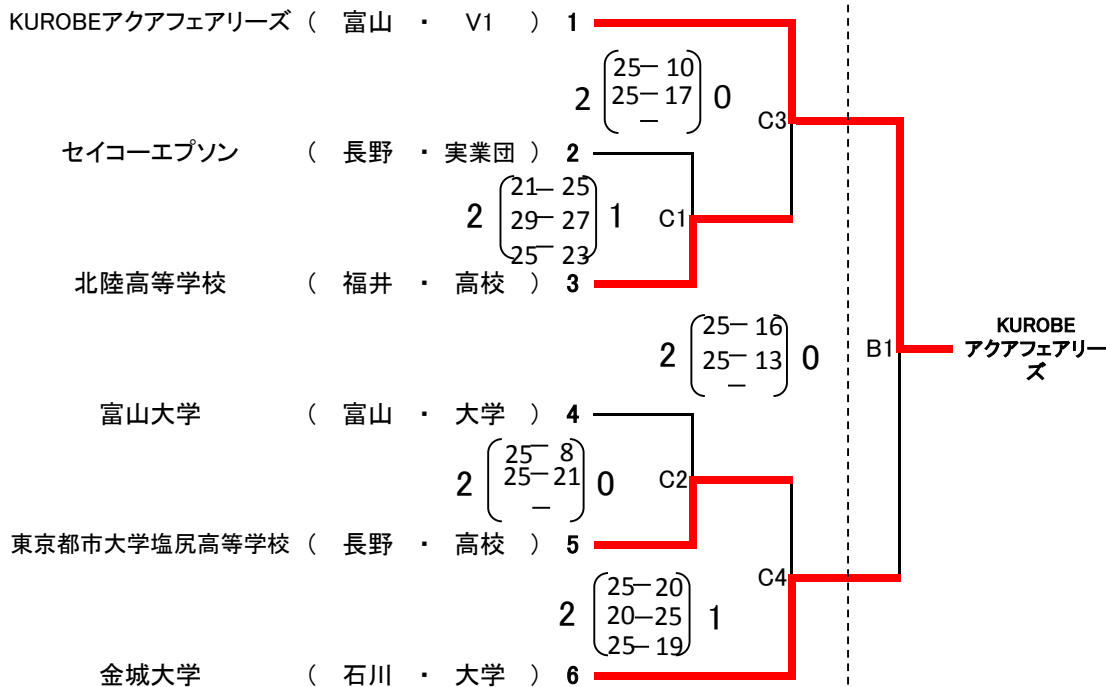 KUROBEアクアフェアリーズ ( 富山 ・ V1 ) 1
25― 10
2 25― 17 0
―
C3
セイコーエプソン ( 長野 ・ 実業団 ) 2
21― 25
2 29― 27 1
25― 23
C1
北陸高等学校 ( 福井 ・ 高校 ) 3
25― 16
2 25― 13 0
―
B1
KUROBE
アクアフェアリー
ズ
富山大学 ( 富山 ・ 大学 ) 4
25― 8
2 25― 21 0
―
C2
東京都市大学塩尻高等学校 ( 長野 ・ 高校 ) 5
C4
25―20
2 20―25 1
25― 19
金城大学 ( 石川 ・ 大学 ) 6